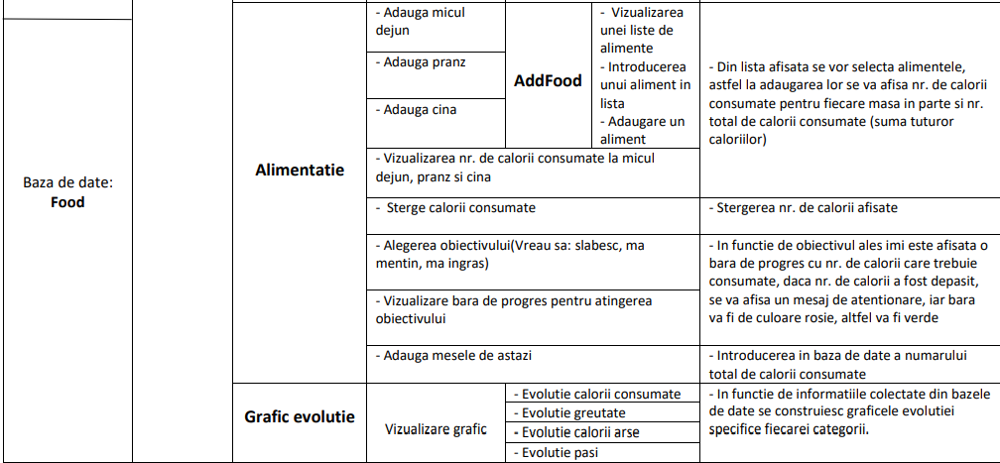 Baza de date:
Food
Alimentatie
- Adauga micul
dejun
- Adauga pranz
- Adauga cina
AddFood
- Vizualizarea
unei liste de
alimente
- Introducerea
unui aliment in
lista
- Adaugare un
aliment
- Din lista afisata se vor selecta alimentele,
astfel la adaugarea lor se va afisa nr. de calorii
consumate pentru fiecare masa in parte si nr.
total de calorii consumate (suma tuturor
caloriilor)
- Vizualizarea nr. de calorii consumate la micul
dejun, pranz si cina
- Sterge calorii consumate
- Stergerea nr. de calorii afisate
- Alegerea obiectivului(Vreau sa: slabesc, ma
mentin, ma ingras)
- Vizualizare bara de progres pentru atingerea
obiectivului
- In functie de obiectivul ales imi este afisata o
bara de progres cu nr. de calorii care trebuie
consumate, daca nr. de calorii a fost depasit,
se va afisa un mesaj de atentionare, iar bara
va fi de culoare rosie, altfel va fi verde
- Adauga mesele de astazi
- Introducerea in baza de date a numarului
total de calorii consumate
Grafic evolutie
Vizualizare grafic
- Evolutie calorii consumate
- Evolutie greutate
- Evolutie calorii arse
- Evolutie pasi
- In functie de informatiile colectate din bazele
de date se construiesc graficele evolutiei
specifice fiecarei categorii.